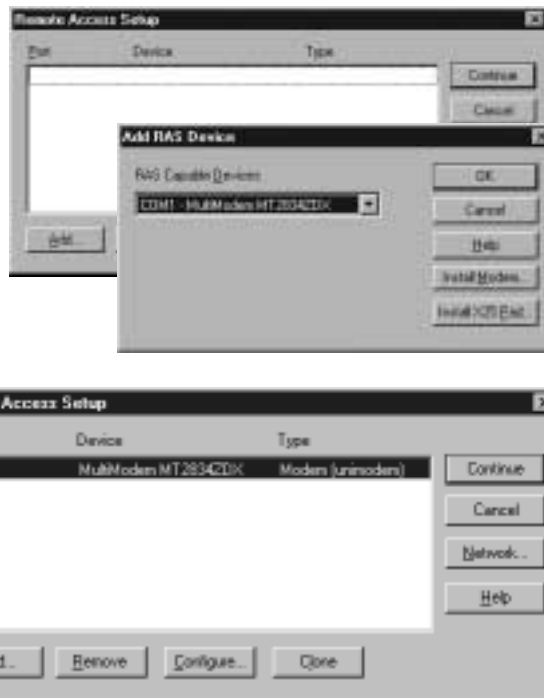 Remote Access Setup
Port Device Type
Continue
Cancel
Add RAS Device
RAS Capable Devices:
COM1 - MultiModem MT2834ZDX
OK
Cancel
Help
Install Modem...
Install X25 Pad...
Add...
Access Setup
Device Type
MultiModem MT2834ZDX Modem (unimodem)
Continue
Cancel
Network...
Help
Remove Configure... Clone